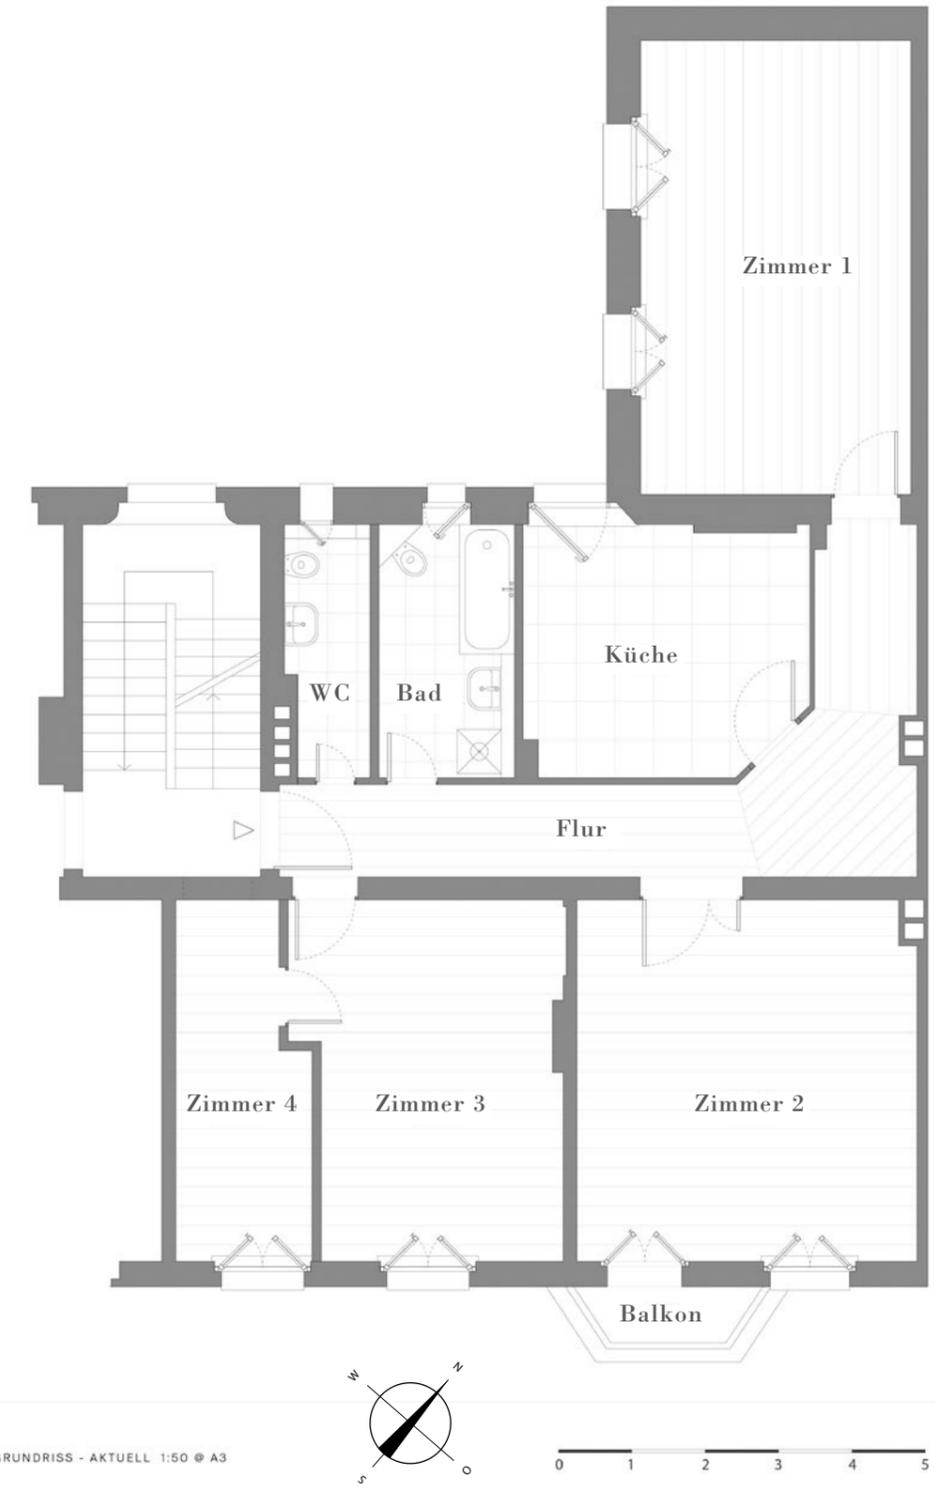 Zimmer 1
Küche
WC
Bad
Flur
Zimmer 4
Zimmer 3
Zimmer 2
Balkon
W
N
S
O
GRUNDRISS - AKTUELL 1:50 @ A3
0 1 2 3 4 5